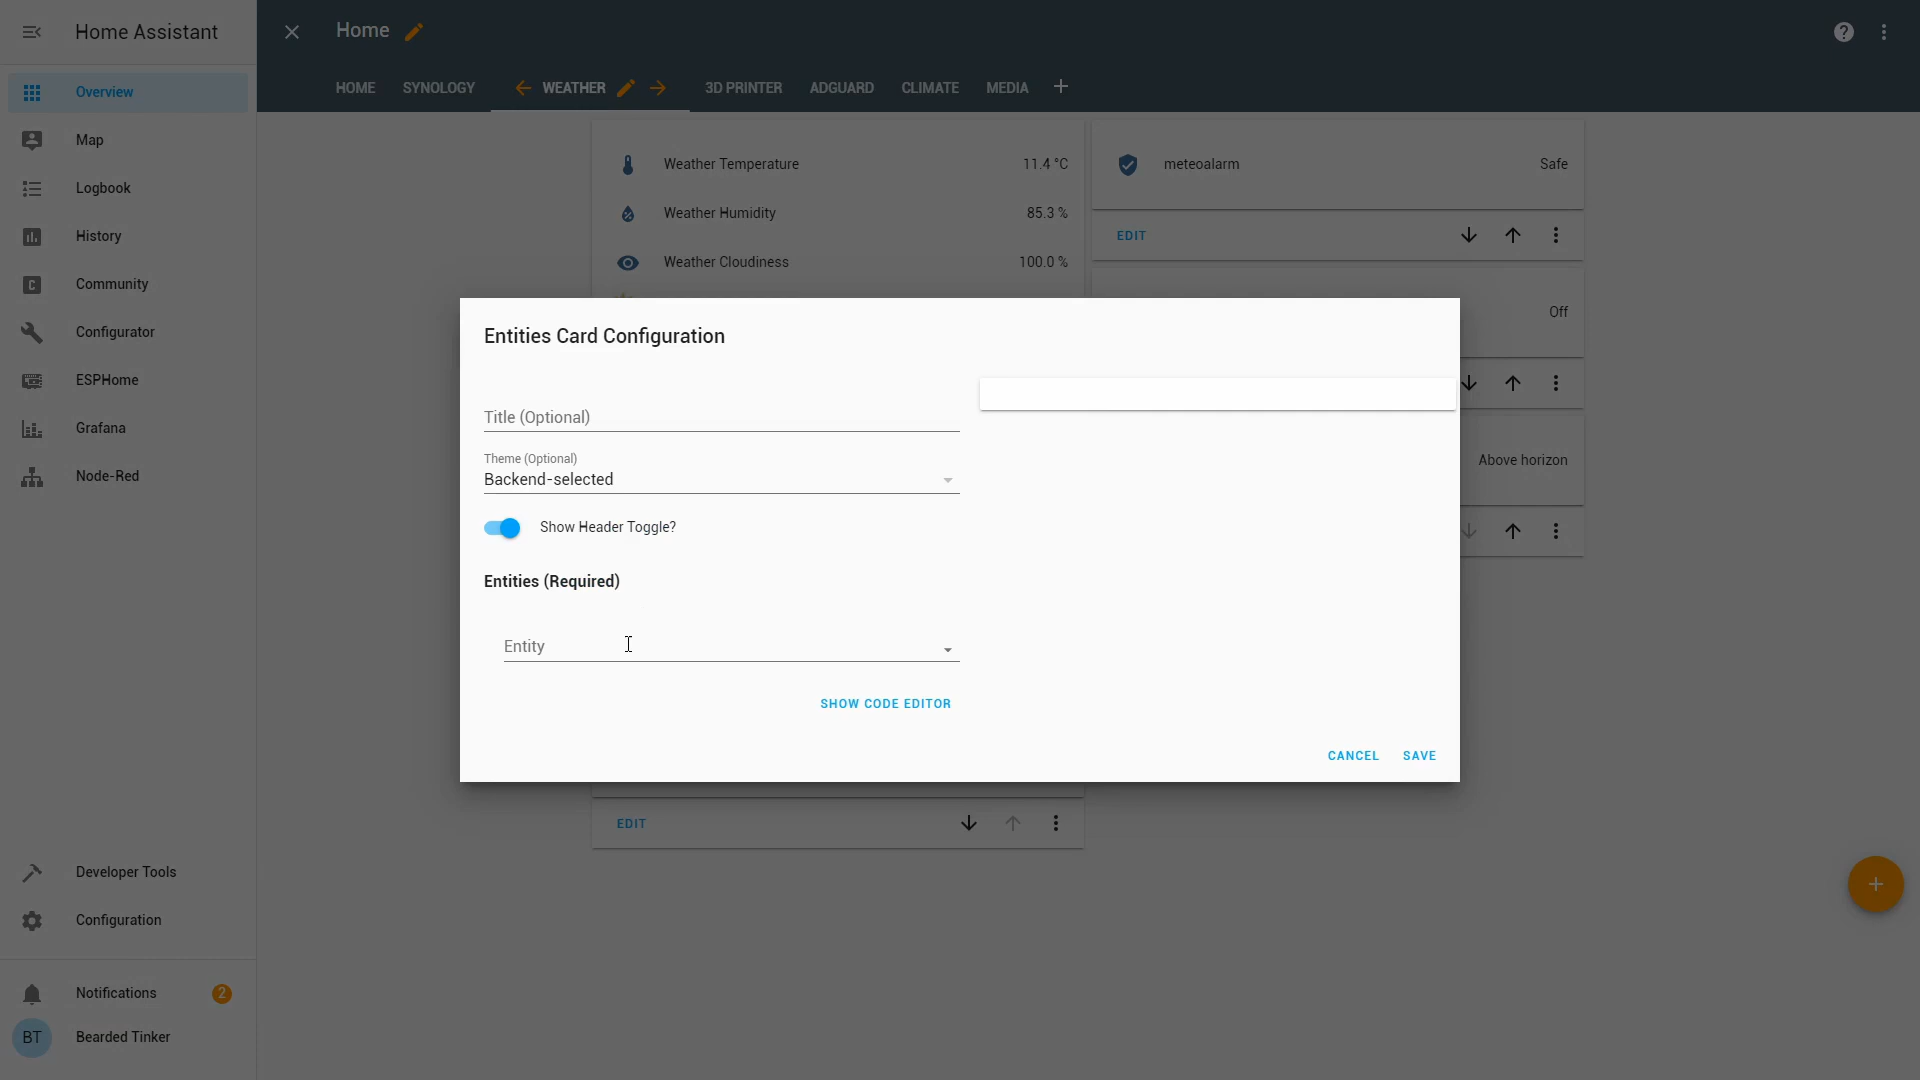 Home Assistant
Home
?
HOME
SYNOLOGY
WEATHER
3D PRINTER
ADGUARD
CLIMATE
MEDIA
Overview
Map
Logbook
History
C
Community
Configurator
ESPHome
Grafana
Node-Red
Developer Tools
Configuration
Notifications
2
BT
Bearded Tinker
Weather Temperature
11.4 °C
Weather Humidity
85.3 %
Weather Cloudiness
100.0 %
meteoalarm
Safe
EDIT
Off
Above horizon
Entities Card Configuration
Title (Optional)
Theme (Optional)
Backend-selected
Show Header Toggle?
Entities (Required)
Entity
SHOW CODE EDITOR
CANCEL
SAVE
EDIT